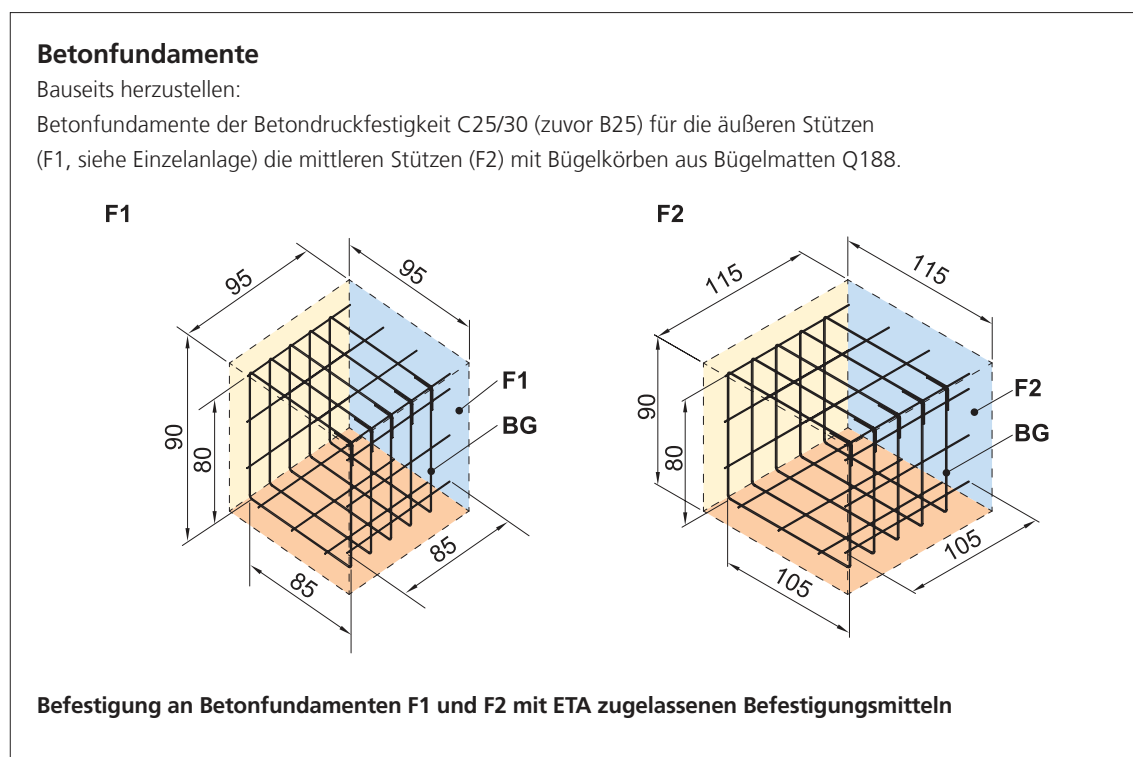 Betonfundamente
Bauseits herzustellen:
Betonfundamente der Betondruckfestigkeit C25/30 (zuvor B25) für die äußeren Stützen
(F1, siehe Einzelanlage) die mittleren Stützen (F2) mit Bügelkörben aus Bügelmatten Q188.
F1
95
95
90
80
F1
BG
85
85
F2
115
115
90
80
F2
BG
105
105
Befestigung an Betonfundamenten F1 und F2 mit ETA zugelassenen Befestigungsmitteln